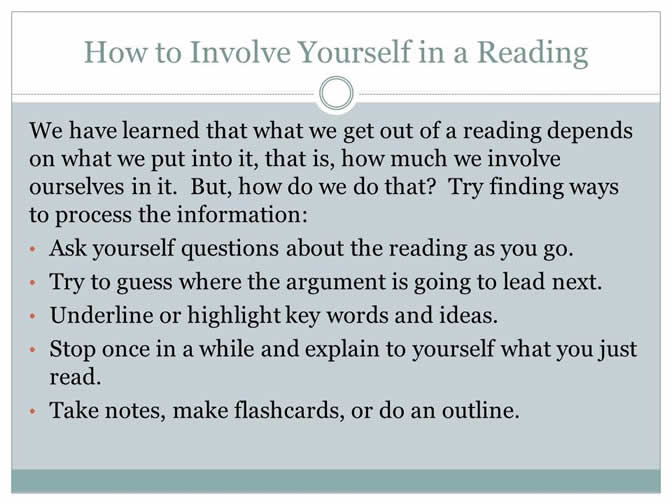 How to Involve Yourself in a Reading
We have learned that what we get out of a reading depends
on what we put into it, that is, how much we involve
ourselves in it.  But, how do we do that?  Try finding ways
to process the information:
• Ask yourself questions about the reading as you go.
• Try to guess where the argument is going to lead next.
• Underline or highlight key words and ideas.
• Stop once in a while and explain to yourself what you just
read.
• Take notes, make flashcards, or do an outline.